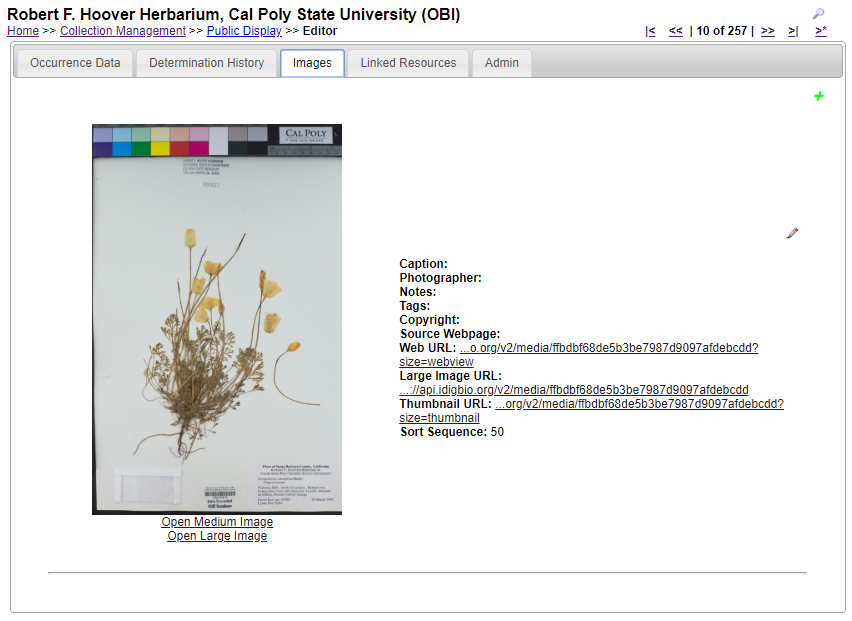 Robert F. Hoover Herbarium, Cal Poly State University (OBI)
Home >> Collection Management >> Public Display >> Editor
|< << | 10 of 257 | >> >| >*
Occurrence Data
Determination History
Images
Linked Resources
Admin
CAL POLY
Caption:
Photographer:
Notes:
Tags:
Copyright:
Source Webpage:
Web URL: ...o.org/v2/media/ffbdbf68de5b3be7987d9097afdebcdd?
size=webview
Large Image URL:
...://api.idigbio.org/v2/media/ffbdbf68de5b3be7987d9097afdebcdd
Thumbnail URL: ...org/v2/media/ffbdbf68de5b3be7987d9097afdebcdd?
size=thumbnail
Sort Sequence: 50
Open Medium Image
Open Large Image